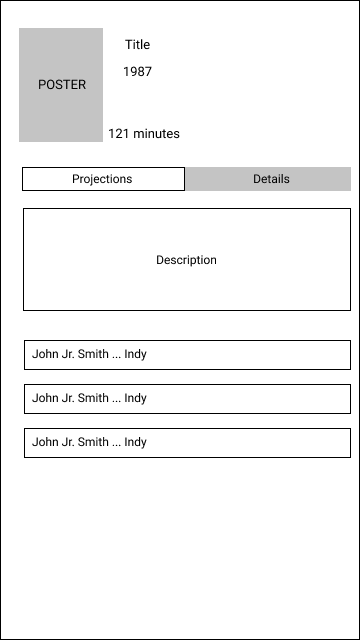 Title
POSTER
1987
121 minutes
Projections
Details
Description
John Jr. Smith ... Indy
John Jr. Smith ... Indy
John Jr. Smith ... Indy